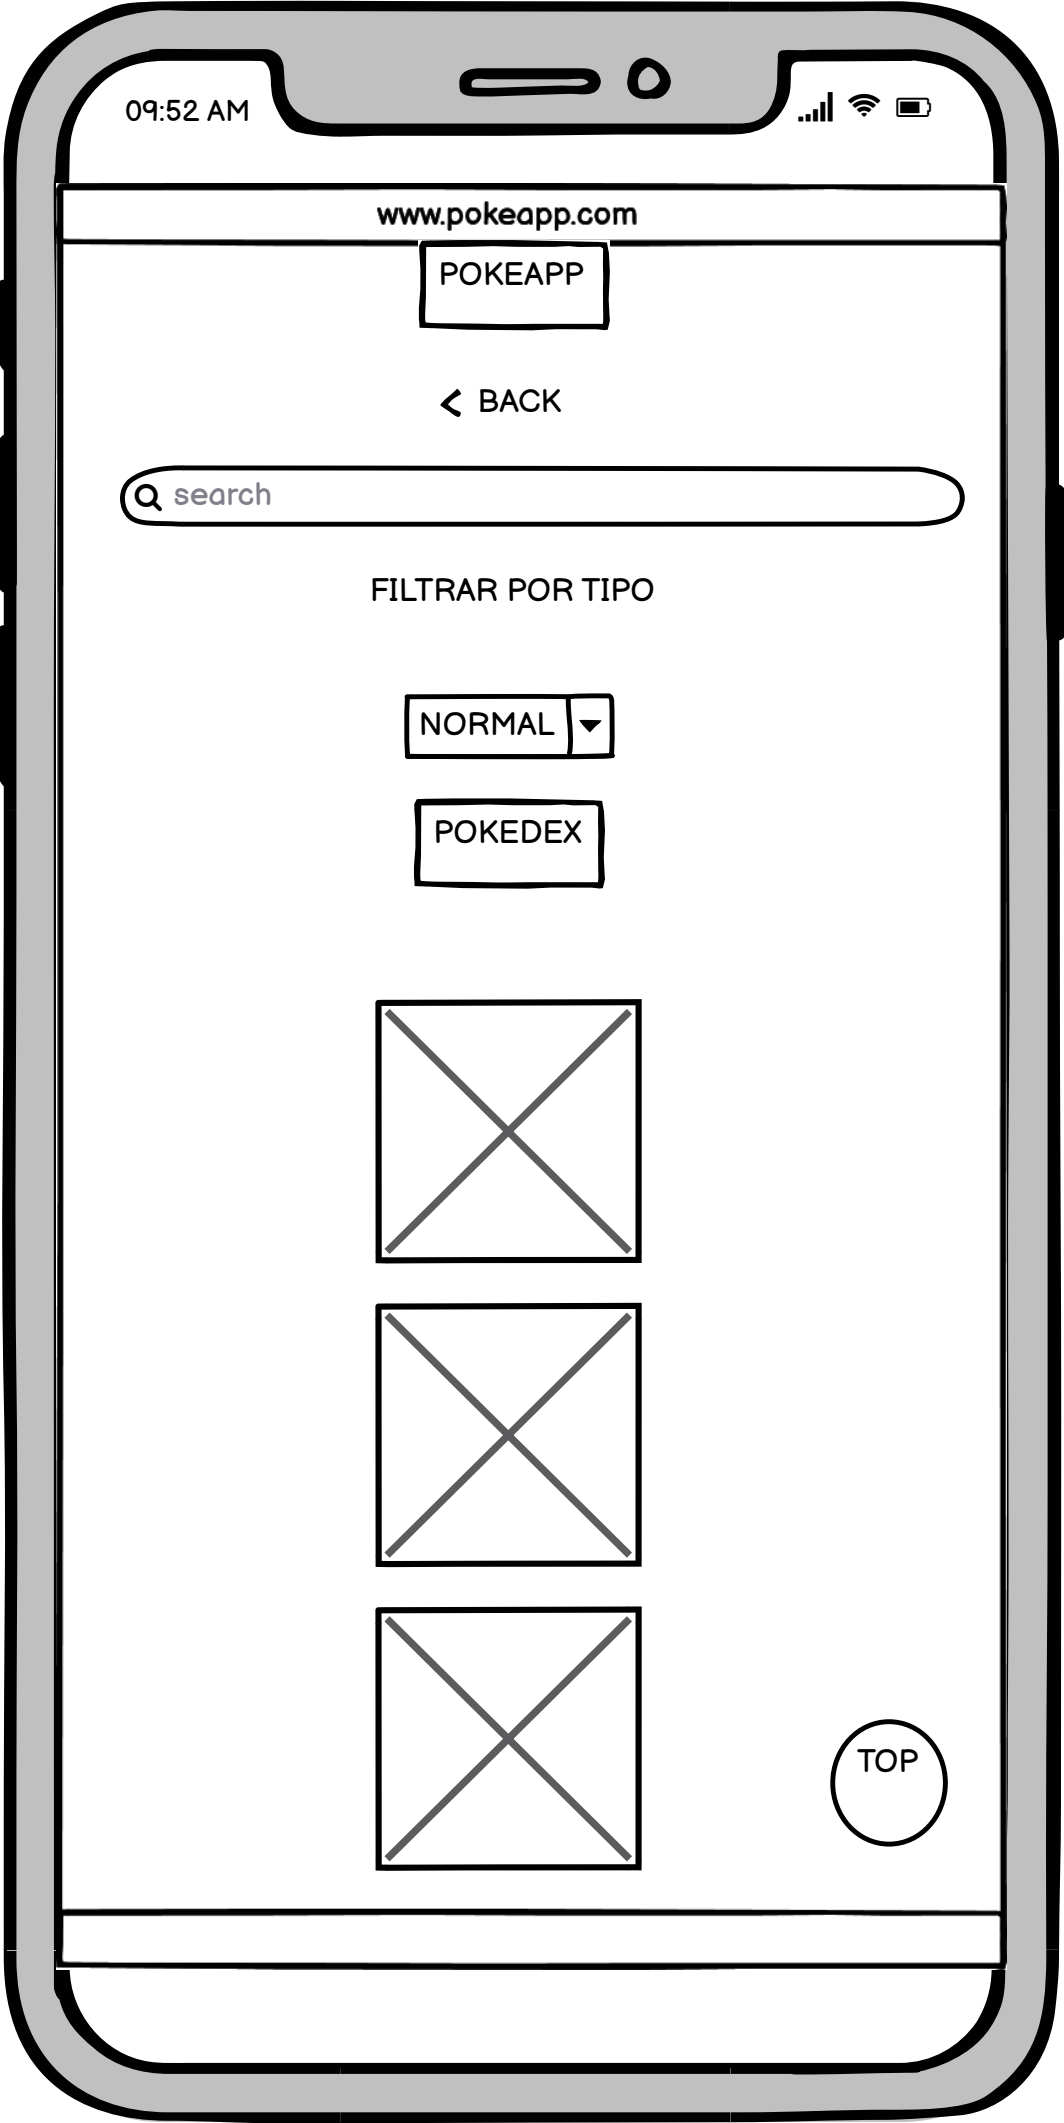 09:52 AM
www.pokeapp.com
POKEAPP
BACK
search
FILTRAR POR TIPO
NORMAL
POKEDEX
TOP